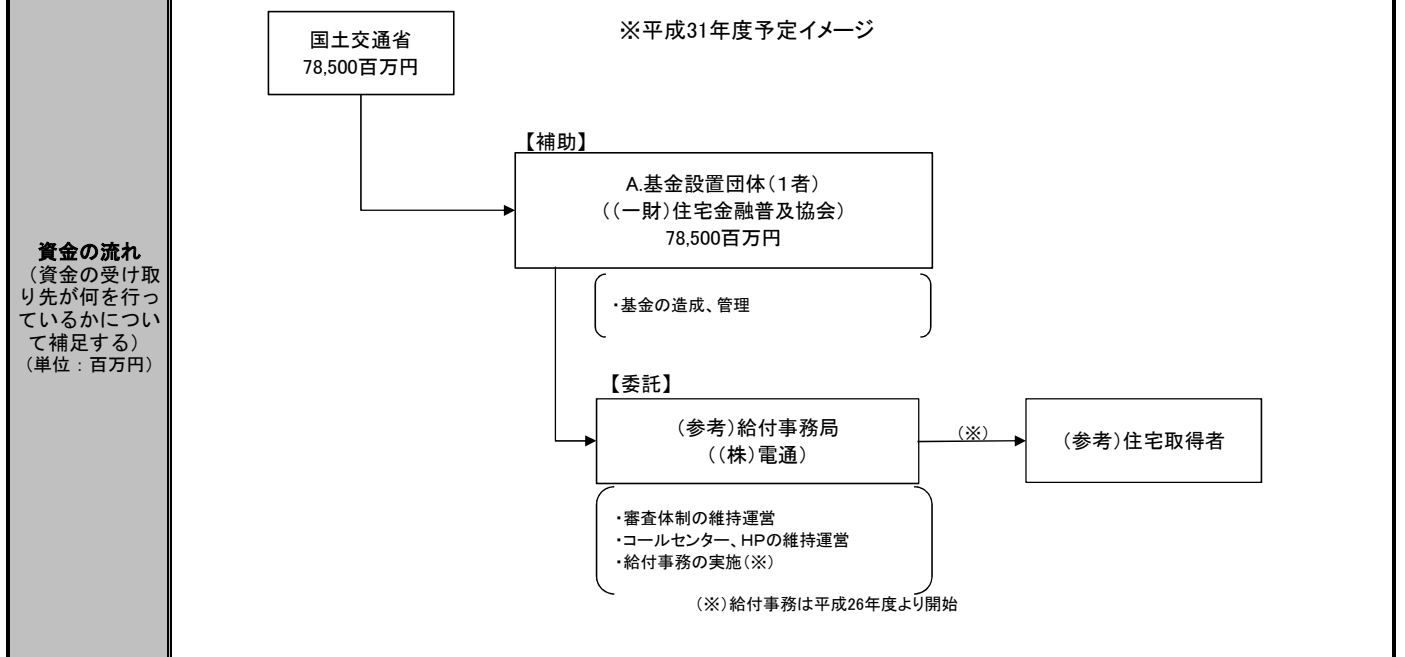 国土交通省
78,500百万円
※平成31年度予定イメージ
【補助】
A.基金設置団体(1者)
((一財)住宅金融普及協会)
78,500百万円
・基金の造成、管理
資金の流れ
(資金の受け取
り先が何を行っ
ているかについ
て補足する)
(単位:百万円)
【委託】
(参考)給付事務局
((株)電通)
(※)
(参考)住宅取得者
・審査体制の維持運営
・コールセンター、HPの維持運営
・給付事務の実施(※)
(※)給付事務は平成26年度より開始